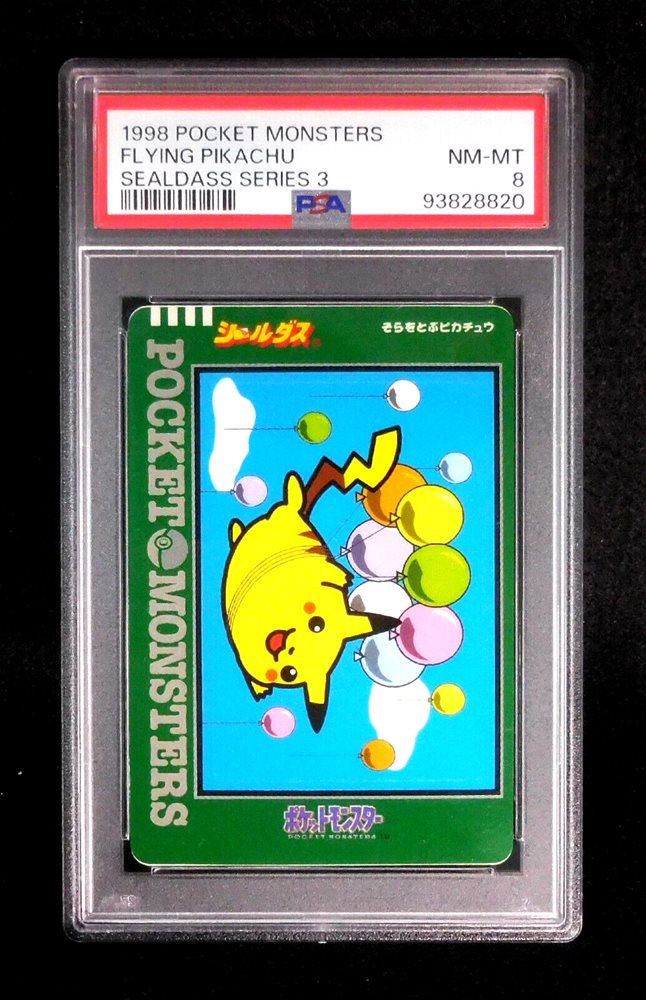 1998 POCKET MONSTERS
FLYING PIKACHU NM-MT
SEALDASS SERIES 3 8
PSA 93828820
シールダス
そらをとぶピカチュウ
POCKET MONSTERS
ポケットモンスター
POCKET MONSTERS TM